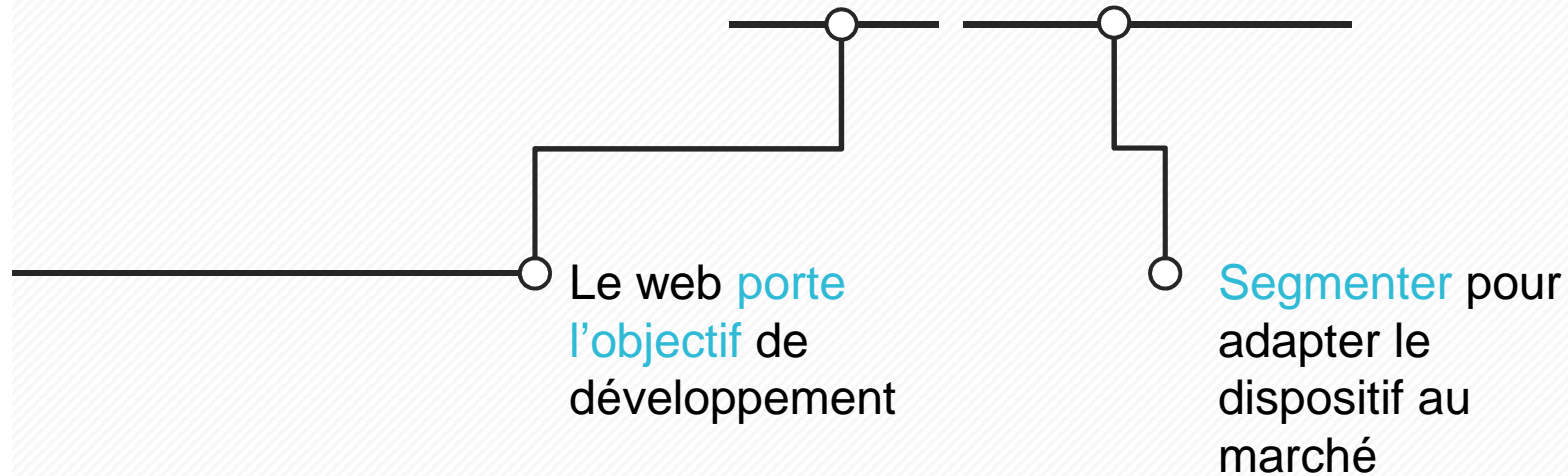 Le web porte
l’objectif de
développement
Segmenter pour
adapter le
dispositif au
marché